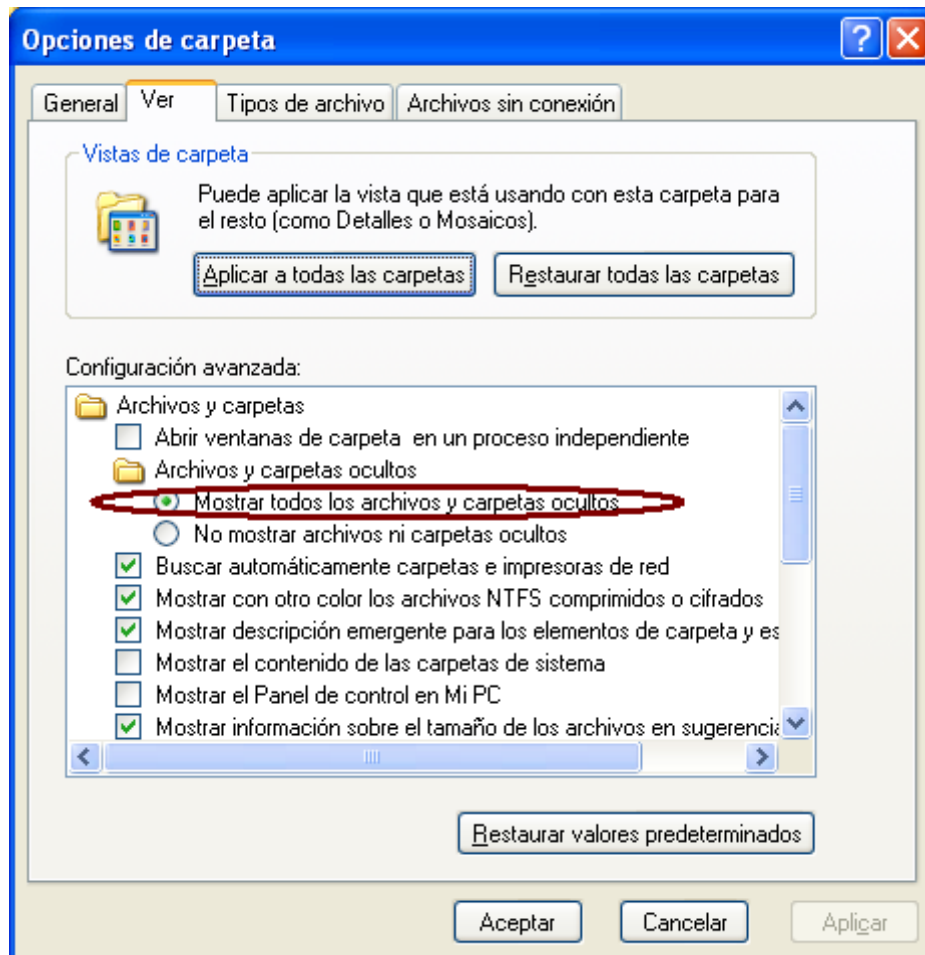 Opciones de carpeta
General Ver Tipos de archivo Archivos sin conexión
Vistas de carpeta
Puede aplicar la vista que está usando con esta carpeta para
el resto (como Detalles o Mosaicos).
Aplicar a todas las carpetas Restaurar todas las carpetas
Configuración avanzada:
Archivos y carpetas
Abrir ventanas de carpeta en un proceso independiente
Archivos y carpetas ocultos
Mostrar todos los archivos y carpetas ocultos
No mostrar archivos ni carpetas ocultos
Buscar automáticamente carpetas e impresoras de red
Mostrar con otro color los archivos NTFS comprimidos o cifrados
Mostrar descripción emergente para los elementos de carpeta y es
Mostrar el contenido de las carpetas de sistema
Mostrar el Panel de control en Mi PC
Mostrar información sobre el tamaño de los archivos en sugerencia
Restaurar valores predeterminados
Aceptar Cancelar Aplicar